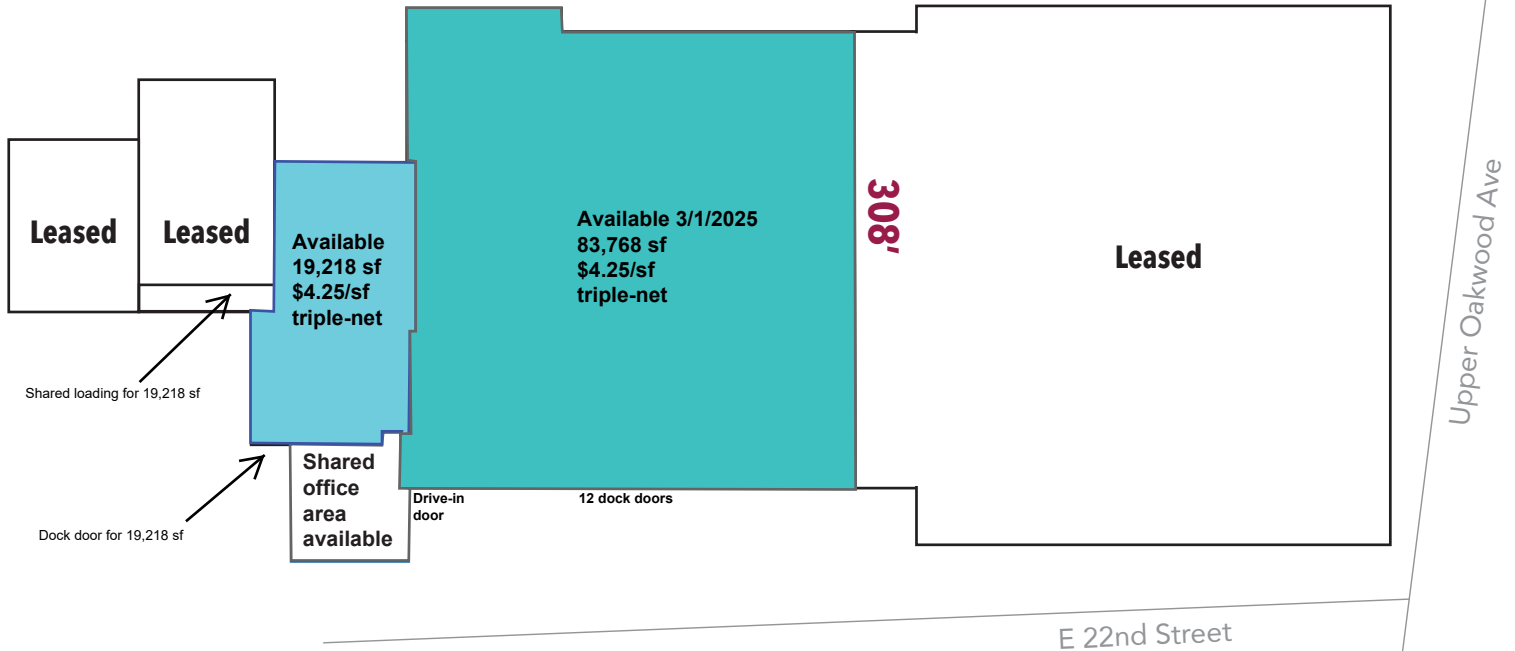 Leased
Leased
Available
19,218 sf
$4.25/sf
triple-net
Available 3/1/2025
83,768 sf
$4.25/sf
triple-net
308'
Leased
Upper Oakwood Ave
Shared loading for 19,218 sf
Shared
office
area
available
Drive-in
door
12 dock doors
Dock door for 19,218 sf
E 22nd Street